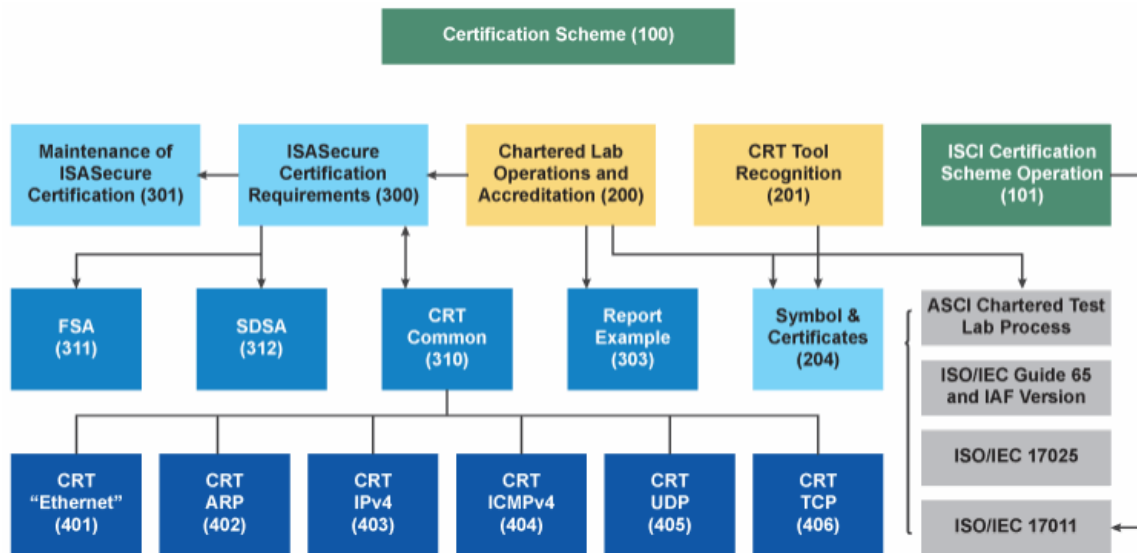 Certification Scheme (100)
Maintenance of
ISASecure
Certification (301)
ISASecure
Certification
Requirements (300)
Chartered Lab
Operations and
Accreditation (200)
CRT Tool
Recognition
(201)
ISCI Certification
Scheme Operation
(101)
FSA
(311)
SDSA
(312)
CRT
Common
(310)
Report
Example
(303)
Symbol &
Certificates
(204)
ASCI Chartered Test
Lab Process
ISO/IEC Guide 65
and IAF Version
ISO/IEC 17025
ISO/IEC 17011
CRT
“Ethernet”
(401)
CRT
ARP
(402)
CRT
IPv4
(403)
CRT
ICMPv4
(404)
CRT
UDP
(405)
CRT
TCP
(406)